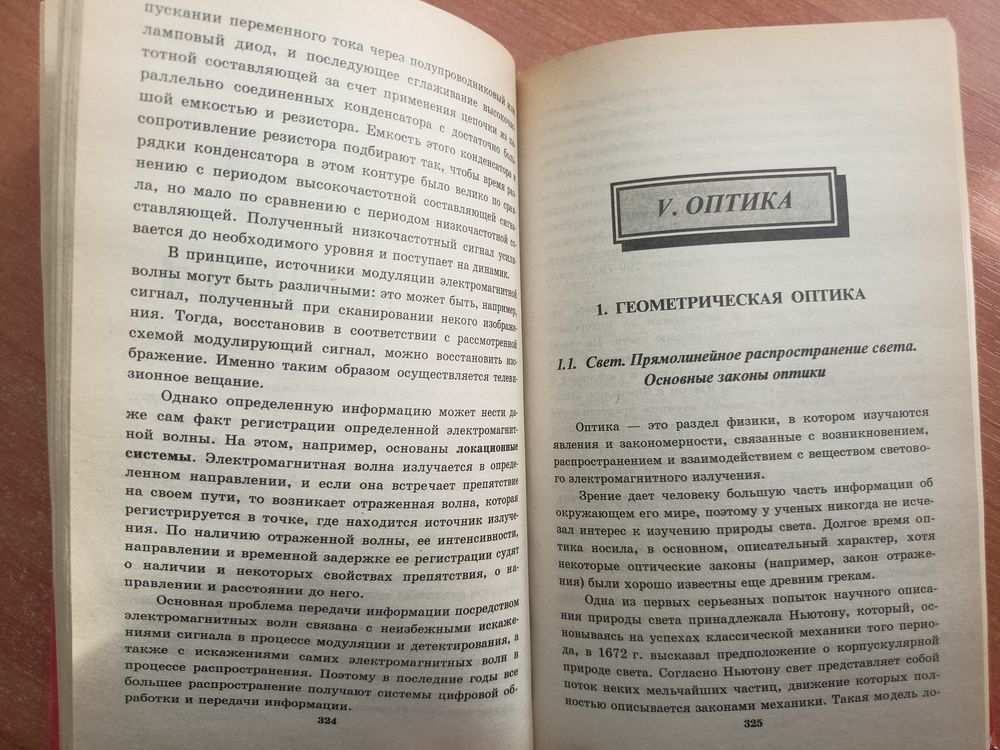 пускании переменного тока через полупроводниковый или
ламповый диод, и последующее сглаживание высокочас-
тотной составляющей за счет применения цепочки из па-
раллельно соединенных конденсатора с достаточно боль-
шой емкостью и резистора. Емкость этого конденсатора и
сопротивление резистора подбирают так, чтобы время раз-
рядки конденсатора в этом контуре было велико по срав-
нению с периодом высокочастотной составляющей сигна-
ла, но мало по сравнению с периодом низкочастотной со-
ставляющей. Полученный низкочастотный сигнал усили-
вается до необходимого уровня и поступает на динамик.
В принципе, источники модуляции электромагнитной
волны могут быть различными: это может быть, например,
сигнал, полученный при сканировании некого изображе-
ния. Тогда, восстановив в соответствии с рассмотренной
схемой модулирующий сигнал, можно восстановить изо-
бражение. Именно таким образом осуществляется телеви-
зионное вещание.
Однако определенную информацию может нести да-
же сам факт регистрации определенной электромагнит-
ной волны. На этом, например, основаны локационные
системы. Электромагнитная волна излучается в опреде-
ленном направлении, и если она встречает препятствие
на своем пути, то возникает отраженная волна, которая
регистрируется в точке, где находится источник излуче-
ния. По наличию отраженной волны, ее интенсивности,
направлении и временной задержке ее регистрации судят
о наличии и некоторых свойствах препятствия, о на-
правлении и расстоянии до него.
Основная проблема передачи информации посредством
электромагнитных волн связана с неизбежными искаже-
ниями сигнала в процессе модуляции и детектирования, а
также с искажениями самих электромагнитных волн в
процессе распространения. Поэтому в последние годы все
большее распространение получают системы цифровой об-
работки и передачи информации.
324
V. ОПТИКА
1. ГЕОМЕТРИЧЕСКАЯ ОПТИКА
1.1. Свет. Прямолинейное распространение света.
Основные законы оптики
Оптика — это раздел физики, в котором изучаются
явления и закономерности, связанные с возникновением,
распространением и взаимодействием с веществом светово-
го электромагнитного излучения.
Зрение дает человеку большую часть информации об
окружающем его мире, поэтому у ученых никогда не исче-
зал интерес к изучению природы света. Долгое время оп-
тика носила, в основном, описательный характер, хотя
некоторые оптические законы (например, закон отраже-
ния) были хорошо известны еще древним грекам.
Одна из первых серьезных попыток научного описа-
ния природы света принадлежала Ньютону, который, ос-
новываясь на успехах классической механики того перио-
да, в 1672 г. высказал предположение о корпускулярной
природе света. Согласно Ньютону свет представляет собой
поток неких мельчайших частиц, движение которых пол-
ностью описывается законами механики. Такая модель ло-
325